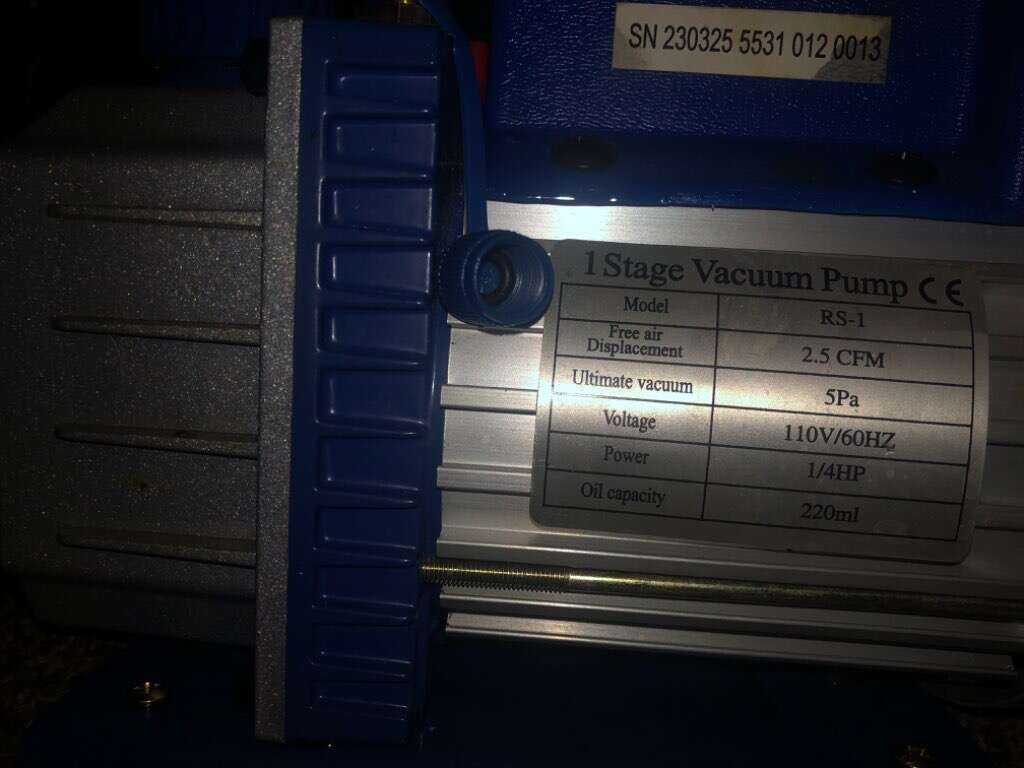 SN 230325 5531 012 0013
1 Stage Vacuum Pump CE
Model RS-1
Free air
Displacement 2.5 CFM
Ultimate vacuum 5Pa
Voltage 110V/60HZ
Power 1/4HP
Oil capacity 220ml